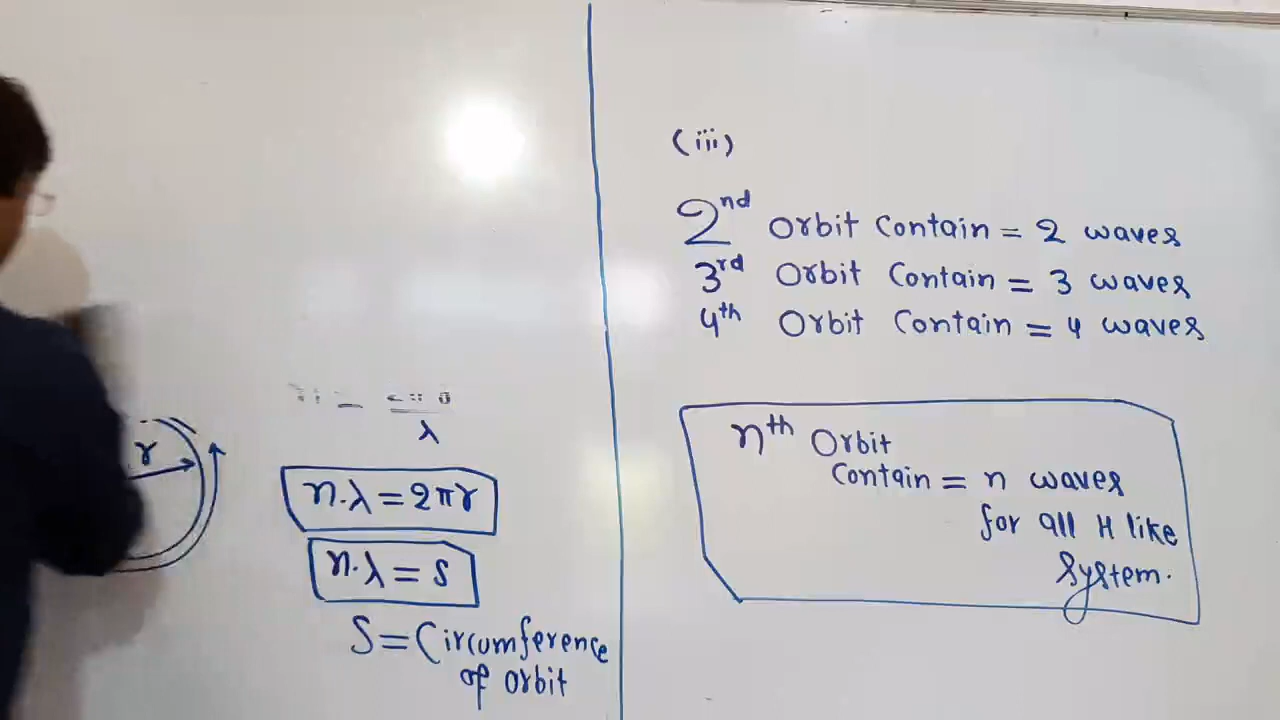 r
λ
n.λ = 2πr
n.λ = S
S = Circumference
of orbit
(iii)
2nd Orbit Contain = 2 waves
3rd Orbit Contain = 3 waves
4th Orbit Contain = 4 waves
nth Orbit
Contain = n waves
for all H like
System.